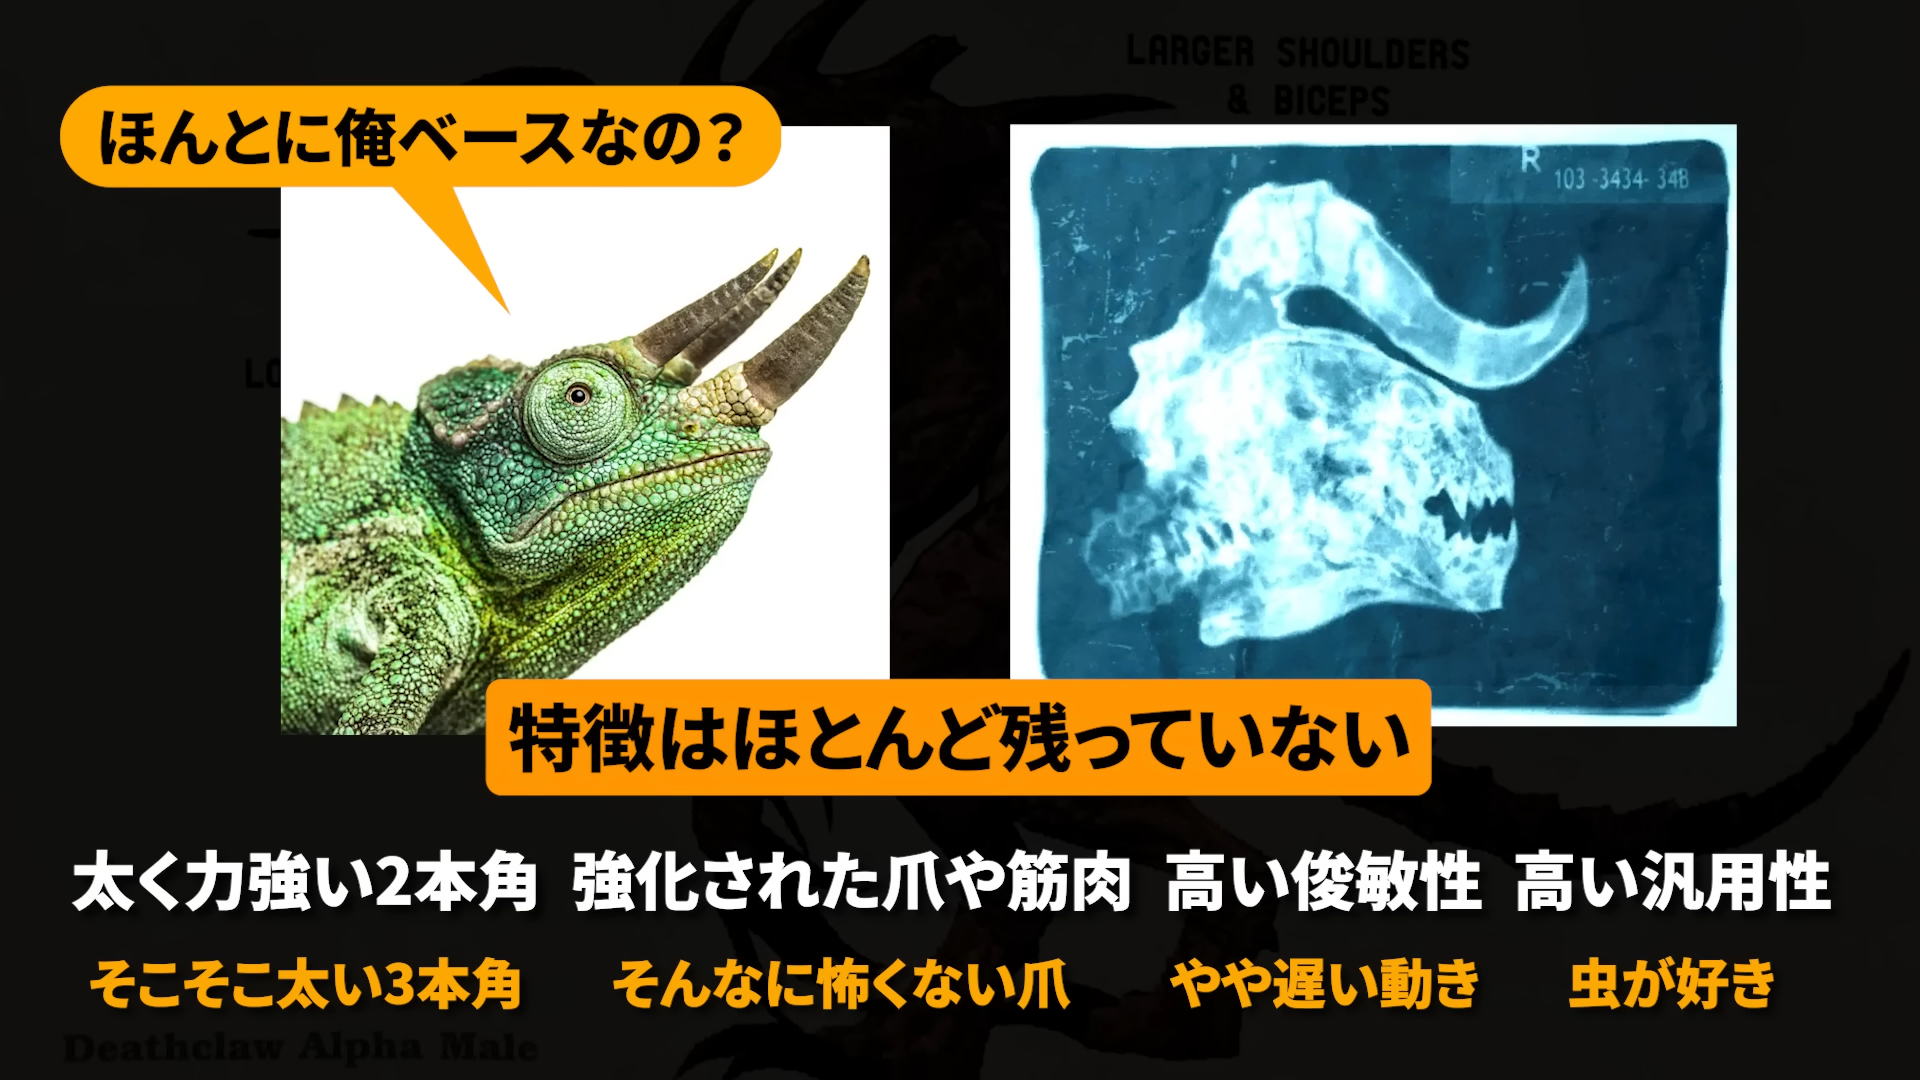 LARGER SHOULDERS
& BICEPS
ほんとに俺ベースなの？
R
103 -3434- 34B
LO
特徴はほとんど残っていない
太く力強い2本角 強化された爪や筋肉 高い俊敏性 高い汎用性
そこそこ太い3本角 そんなに怖くない爪 やや遅い動き 虫が好き
Deathclaw Alpha Male